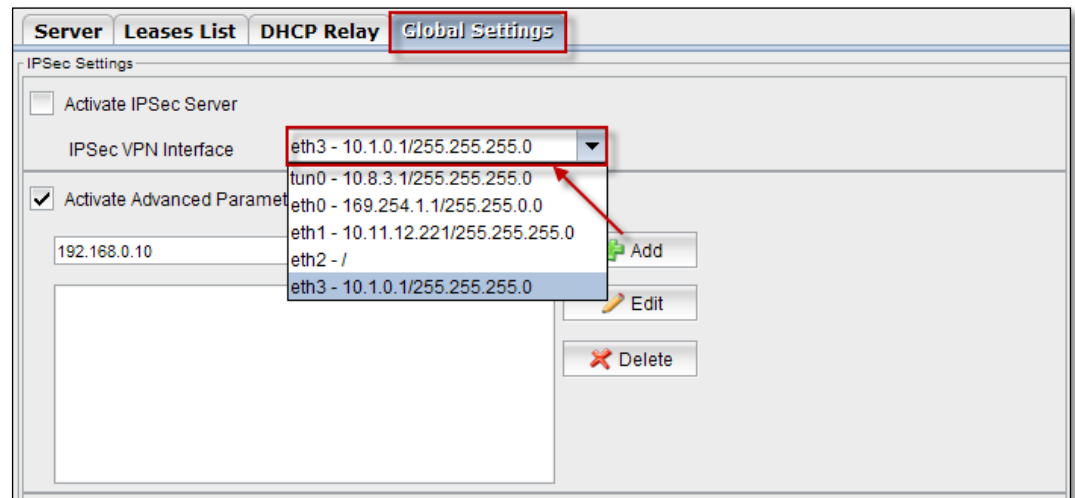 Server Leases List DHCP Relay Global Settings
IPSec Settings
Activate IPSec Server
IPSec VPN Interface eth3 - 10.1.0.1/255.255.255.0
tun0 - 10.8.3.1/255.255.255.0
Activate Advanced Paramet
eth0 - 169.254.1.1/255.255.0.0
eth1 - 10.11.12.221/255.255.255.0
192.168.0.10
Add
eth2 - /
eth3 - 10.1.0.1/255.255.255.0
Edit
Delete